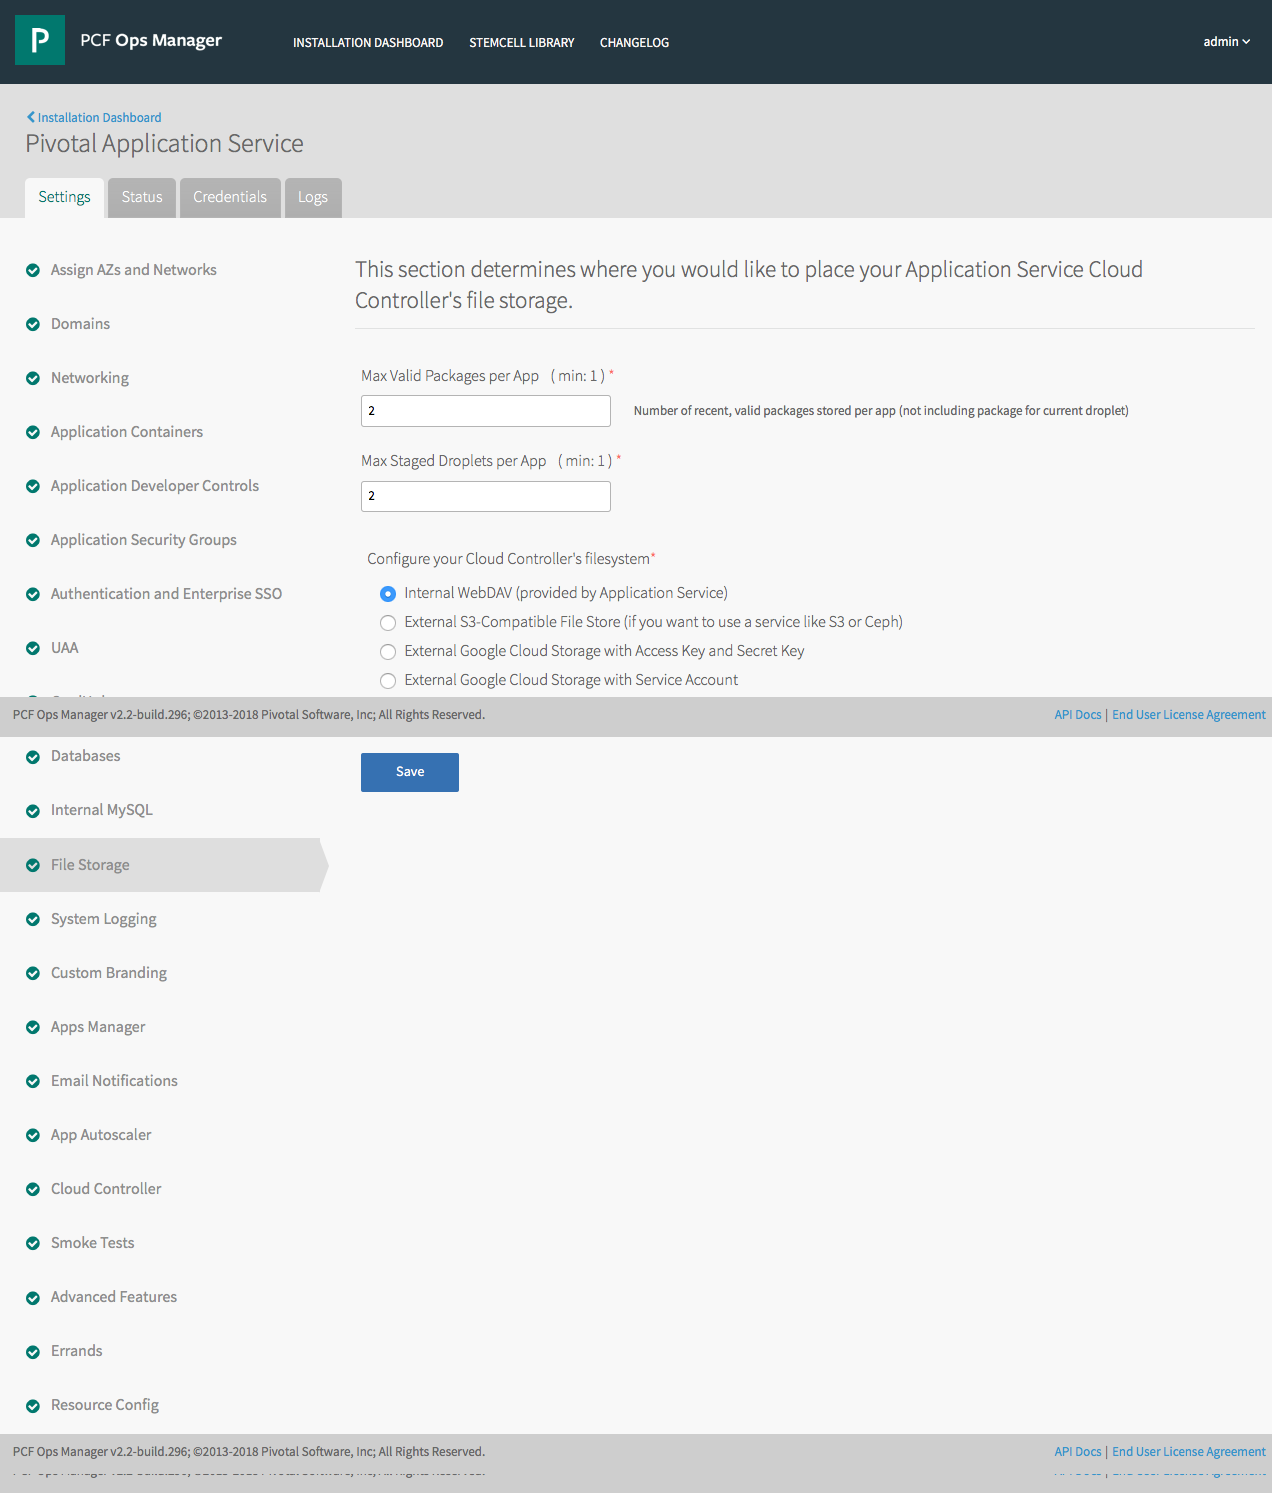 P
PCF Ops Manager
INSTALLATION DASHBOARD
STEMCELL LIBRARY
CHANGELOG
admin
Installation Dashboard
Pivotal Application Service
Settings
Status
Credentials
Logs
Assign AZs and Networks
Domains
Networking
Application Containers
Application Developer Controls
Application Security Groups
Authentication and Enterprise SSO
UAA
This section determines where you would like to place your Application Service Cloud
Controller's file storage.
Max Valid Packages per App ( min: 1 ) *
2
Number of recent, valid packages stored per app (not including package for current droplet)
Max Staged Droplets per App ( min: 1 ) *
2
Configure your Cloud Controller's filesystem*
Internal WebDAV (provided by Application Service)
External S3-Compatible File Store (if you want to use a service like S3 or Ceph)
External Google Cloud Storage with Access Key and Secret Key
External Google Cloud Storage with Service Account
PCF Ops Manager v2.2-build.296; ©2013-2018 Pivotal Software, Inc; All Rights Reserved.
API Docs | End User License Agreement
Databases
Internal MySQL
File Storage
System Logging
Custom Branding
Apps Manager
Email Notifications
App Autoscaler
Cloud Controller
Smoke Tests
Advanced Features
Errands
Resource Config
Save
PCF Ops Manager v2.2-build.296; ©2013-2018 Pivotal Software, Inc; All Rights Reserved.
API Docs | End User License Agreement